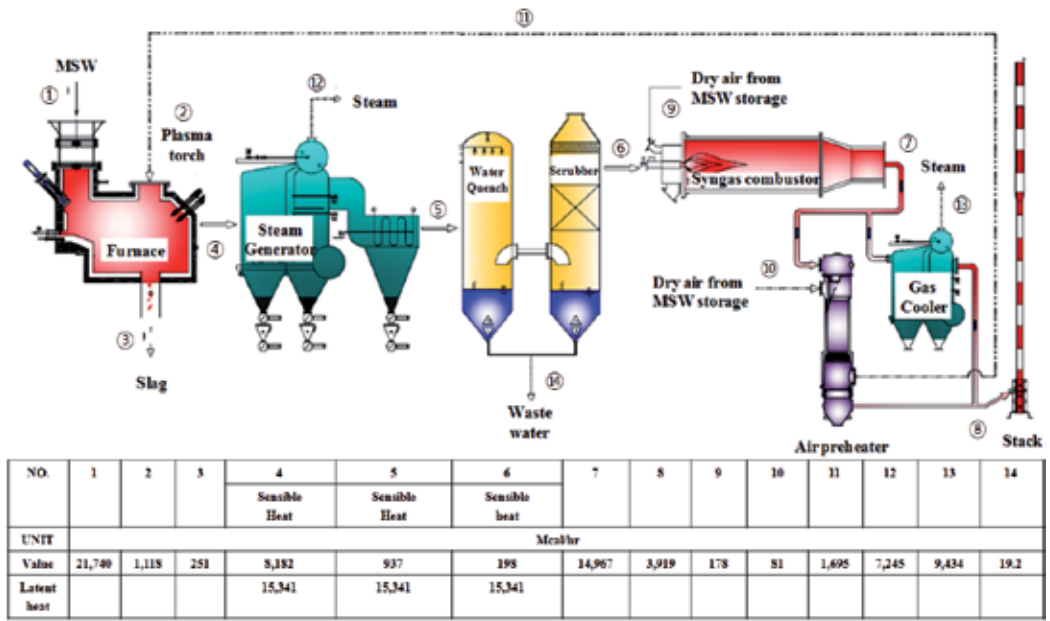 ⑪
MSW
①
②
Plasma
torch
⑫
Steam
Dry air from
MSW storage
⑨
⑦
Steam
⑬
Water
Quench
Scrubber
⑥
Syngas combustor
Furnace
④
Steam
Generator
⑤
⑩
Dry air from
MSW storage
Gas
Cooler
③
Slag
⑭
Waste
water
⑧
Air preheater
Stack
NO. 1 2 3 4 5 6 7 8 9 10 11 12 13 14
Sensible Heat Sensible Heat Sensible heat
UNIT Mcal/hr
Value 21,740 1,118 251 8,182 937 198 14,967 3,919 178 81 1,695 7,245 9,434 19.2
Latent heat 15,341 15,341 15,341